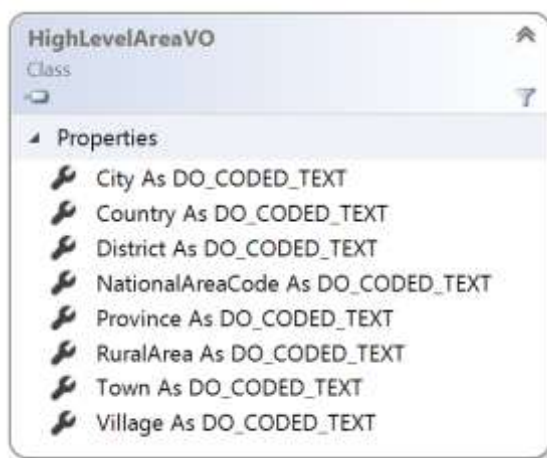 HighLevelAreaVO
Class
Properties
City As DO_CODED_TEXT
Country As DO_CODED_TEXT
District As DO_CODED_TEXT
NationalAreaCode As DO_CODED_TEXT
Province As DO_CODED_TEXT
RuralArea As DO_CODED_TEXT
Town As DO_CODED_TEXT
Village As DO_CODED_TEXT